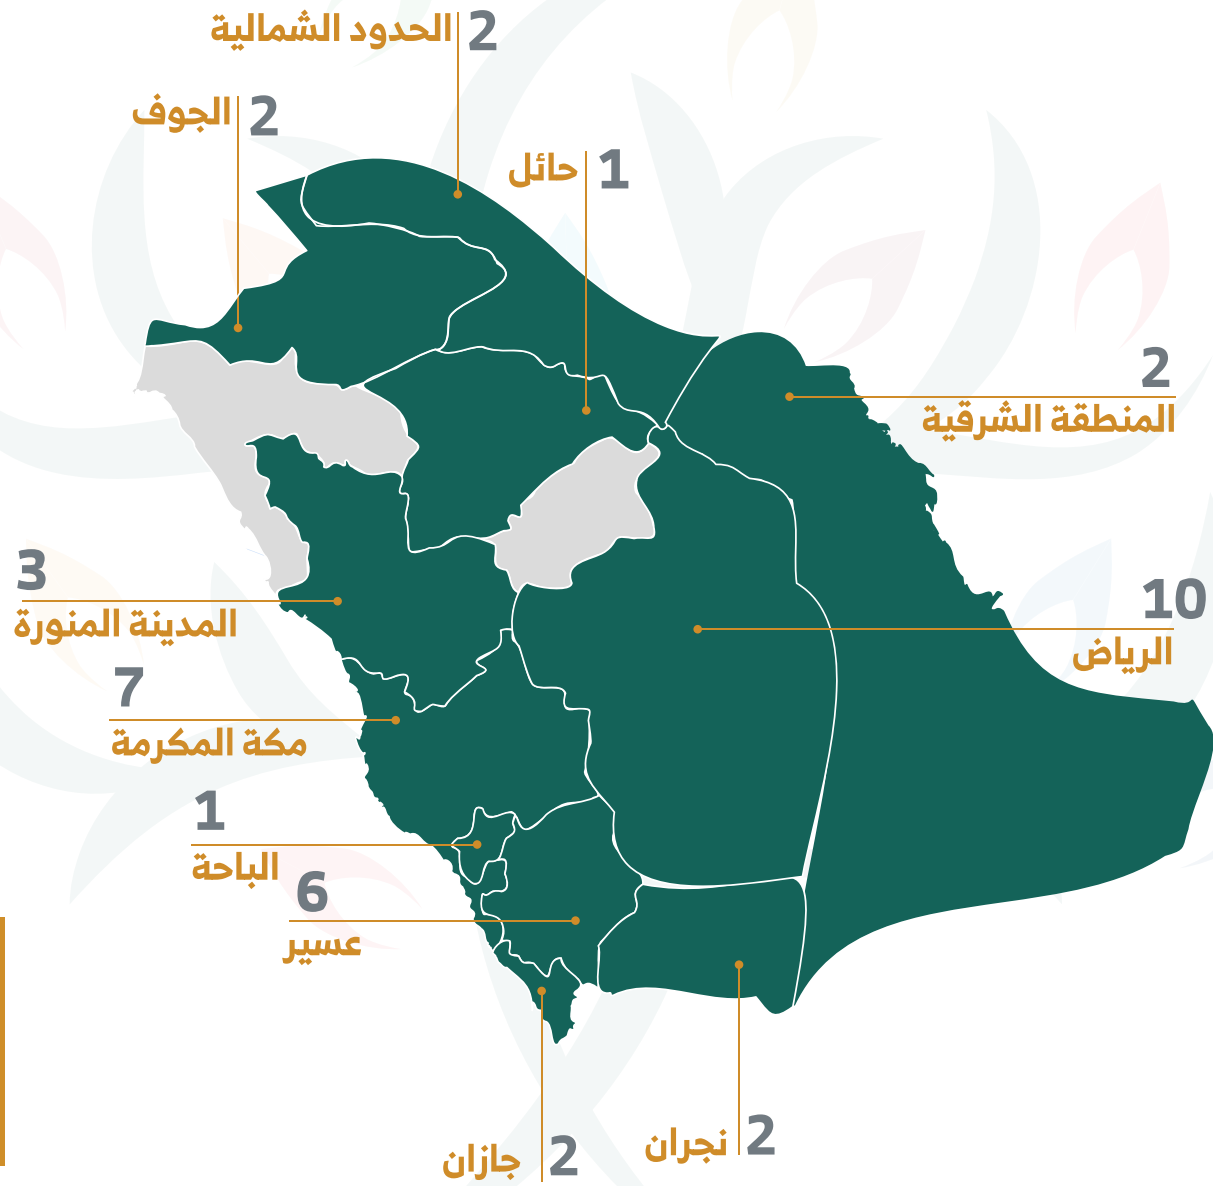 2
الحدود الشمالية
2
الجوف
1
حائل
2
المنطقة الشرقية
3
المدينة المنورة
10
الرياض
7
مكة المكرمة
1
الباحة
6
عسير
2
نجران
2
جازان